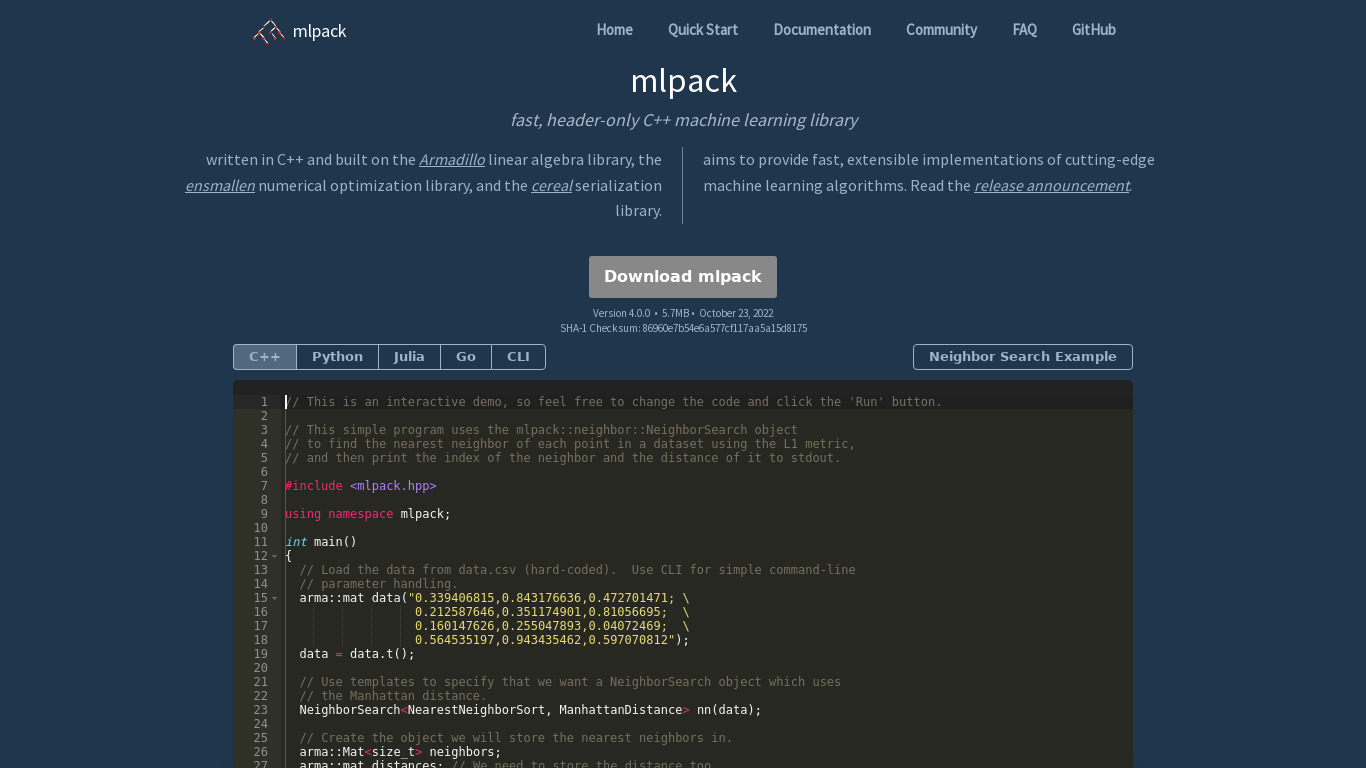 mlpack
Home Quick Start Documentation Community FAQ GitHub
mlpack
fast, header-only C++ machine learning library
written in C++ and built on the Armadillo linear algebra library, the
ensmallen numerical optimization library, and the cereal serialization
library.
aims to provide fast, extensible implementations of cutting-edge
machine learning algorithms. Read the release announcement.
Download mlpack
Version 4.0.0 • 5.7MB • October 23, 2022
SHA-1 Checksum: 86960e7b54e6a577cf117aa5a15d8175
C++ Python Julia Go CLI Neighbor Search Example
1 // This is an interactive demo, so feel free to change the code and click the 'Run' button.
2
3 // This simple program uses the mlpack::neighbor::NeighborSearch object
4 // to find the nearest neighbor of each point in a dataset using the L1 metric,
5 // and then print the index of the neighbor and the distance of it to stdout.
6
7 #include <mlpack.hpp>
8
9 using namespace mlpack;
10
11 int main()
12 {
13 // Load the data from data.csv (hard-coded).  Use CLI for simple command-line
14 // parameter handling.
15 arma::mat data("0.339406815,0.843176636,0.472701471; \
16 0.212587646,0.351174901,0.81056695;  \
17 0.160147626,0.255047893,0.04072469;  \
18 0.564535197,0.943435462,0.597070812");
19 data = data.t();
20
21 // Use templates to specify that we want a NeighborSearch object which uses
22 // the Manhattan distance.
23 NeighborSearch<NearestNeighborSort, ManhattanDistance> nn(data);
24
25 // Create the object we will store the nearest neighbors in.
26 arma::Mat<size_t> neighbors;
27 arma::mat distances; // We need to store the distance too.